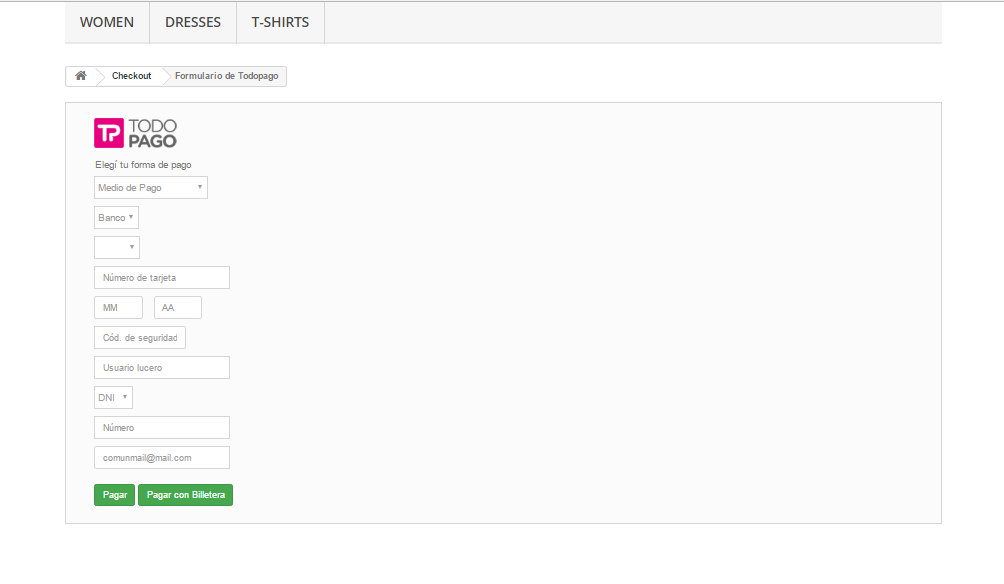 WOMEN DRESSES T-SHIRTS
Checkout Formulario de Todopago
TP TODO
PAGO
Elegí tu forma de pago
Medio de Pago
Banco
Número de tarjeta
MM AA
Cód. de seguridad
Usuario lucero
DNI
Número
comunmail@mail.com
Pagar Pagar con Billetera